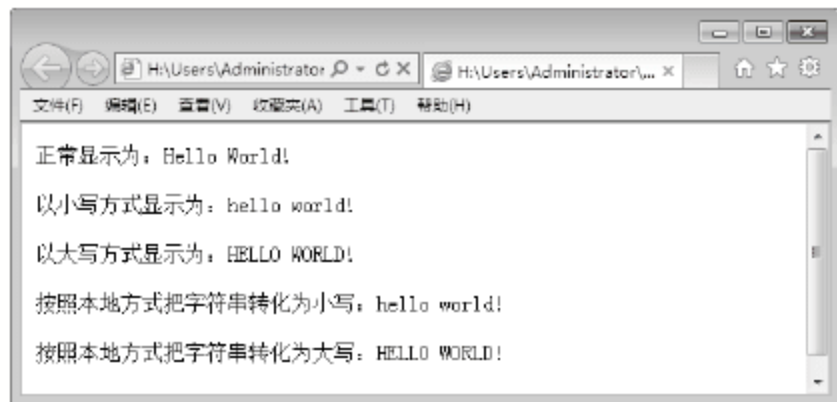 H:\Users\Administrator
H:\Users\Administrator\...
文件(F) 编辑(E) 查看(V) 收藏夹(A) 工具(T) 帮助(H)
正常显示为：Hello World!
以小写方式显示为：hello world!
以大写方式显示为：HELLO WORLD!
按照本地方式把字符串转化为小写：hello world!
按照本地方式把字符串转化为大写：HELLO WORLD!